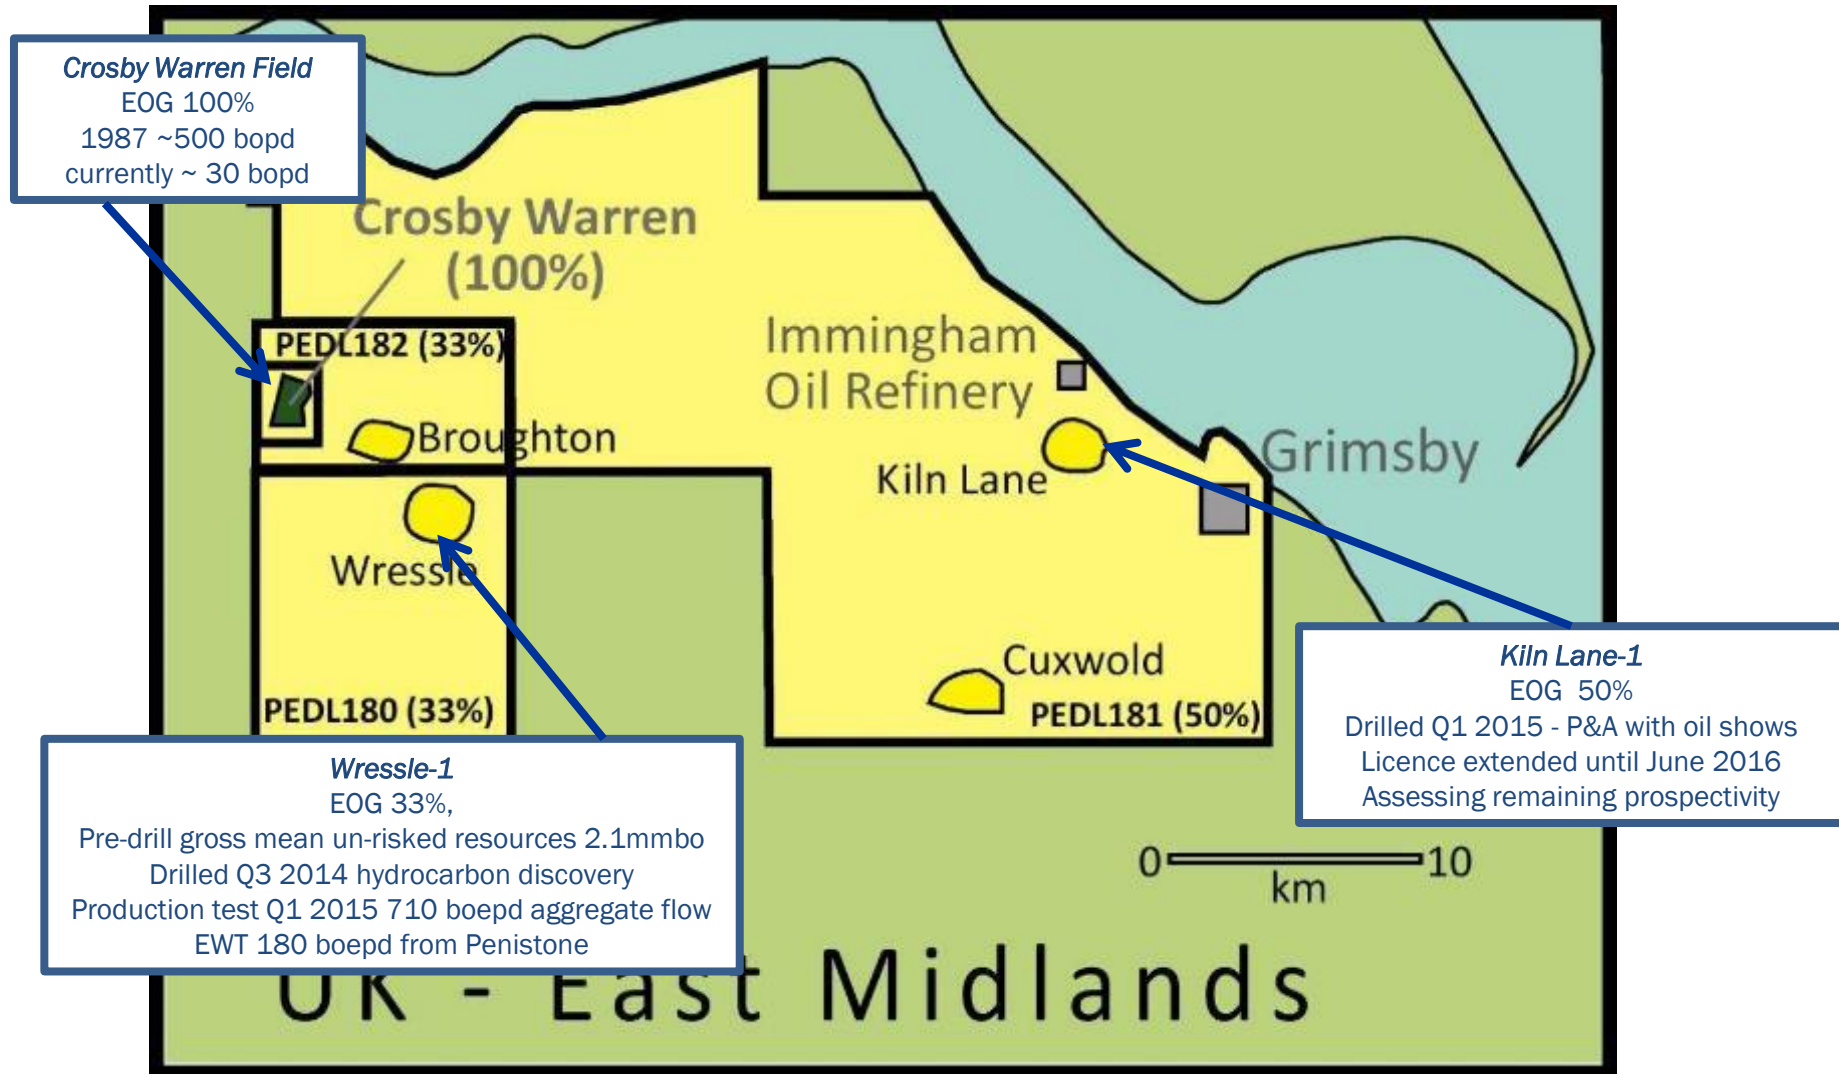 Crosby Warren Field
EOG 100%
1987 ~500 bopd
currently ~ 30 bopd
Crosby Warren
(100%)
PEDL182 (33%)
Broughton
Immingham
Oil Refinery
Kiln Lane
Grimsby
Wressle
PEDL180 (33%)
Cuxwold
PEDL181 (50%)
Kiln Lane-1
EOG 50%
Drilled Q1 2015 - P&A with oil shows
Licence extended until June 2016
Assessing remaining prospectivity
Wressle-1
EOG 33%,
Pre-drill gross mean un-risked resources 2.1mmbo
Drilled Q3 2014 hydrocarbon discovery
Production test Q1 2015 710 boepd aggregate flow
EWT 180 boepd from Penistone
0 10
km
UK - East Midlands